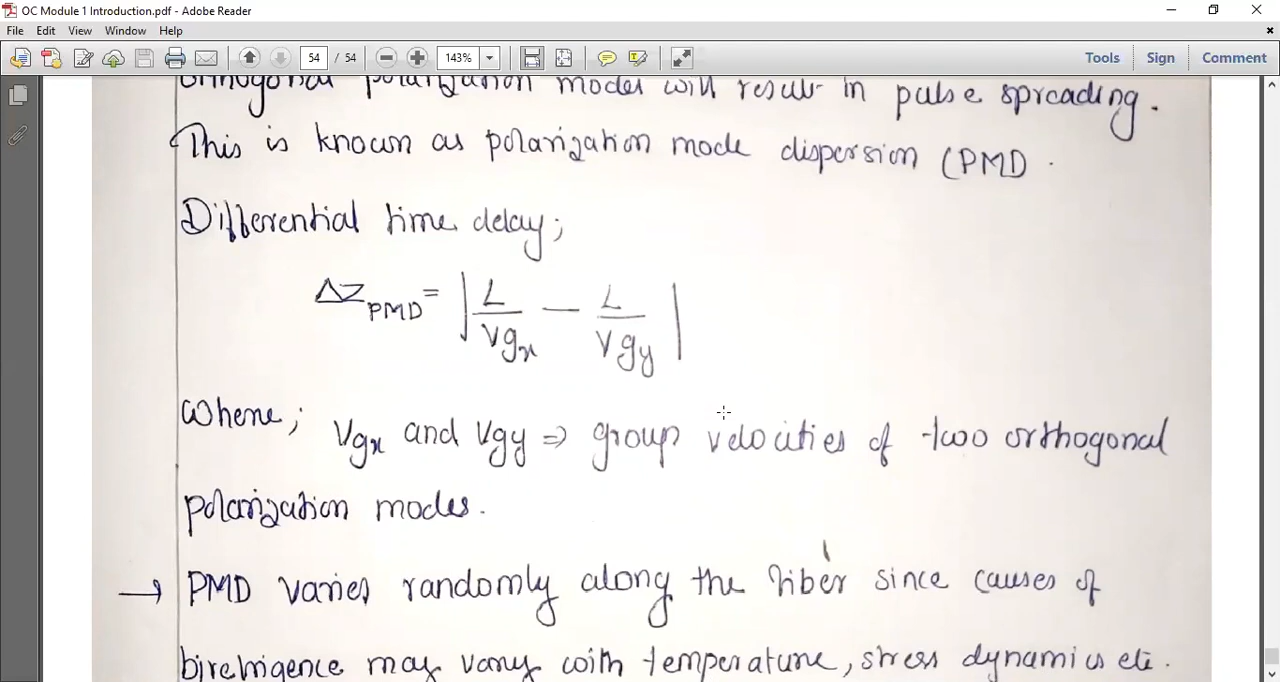 OC Module 1 Introduction.pdf - Adobe Reader
File Edit View Window Help
54 / 54 143% Tools Sign Comment
orthogonal polarization modes will result in pulse spreading.
This is known as polarization mode dispersion (PMD.
Differential time delay;
ΔZPMD = | L/Vgx − L/Vgy |
Where; Vgx and Vgy ⇒ group velocities of two orthogonal
polarization modes.
→ PMD varies randomly along the fiber since causes of
birefrigence may vary with temperature, stress dynamics etc.